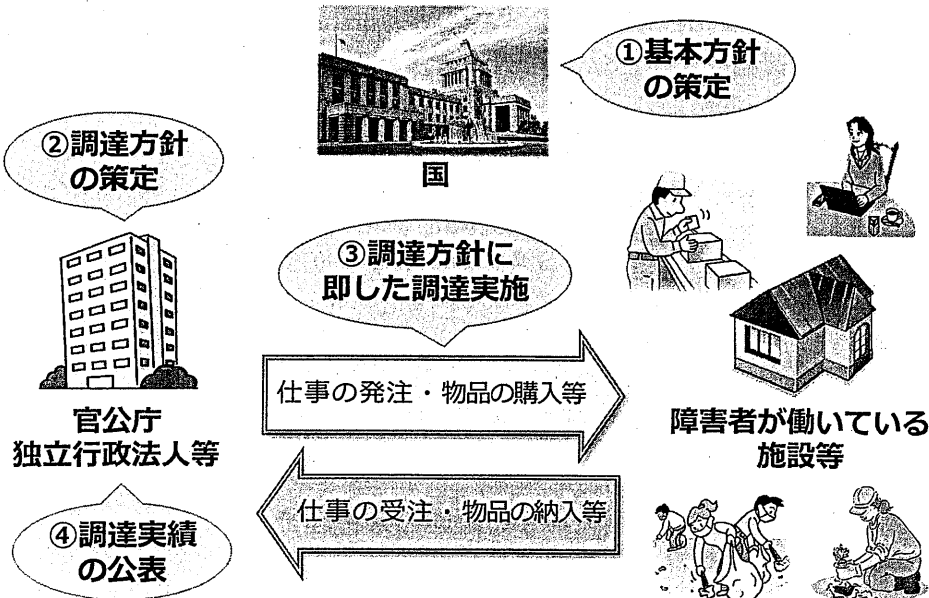 ①基本方針
の策定
国
②調達方針
の策定
③調達方針に
即した調達実施
仕事の発注・物品の購入等
官公庁
独立行政法人等
障害者が働いている
施設等
仕事の受注・物品の納入等
④調達実績
の公表